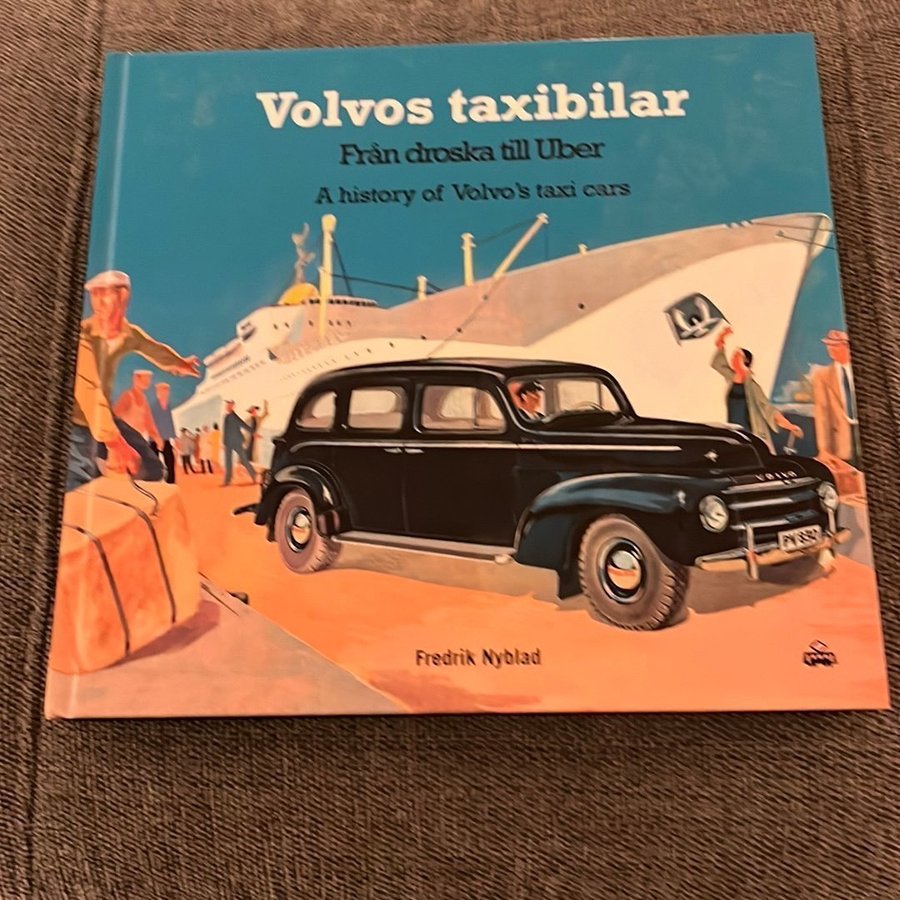 Volvos taxibilar
Från droska till Uber
A history of Volvo's taxi cars
VOLVO
PV 832
Fredrik Nyblad